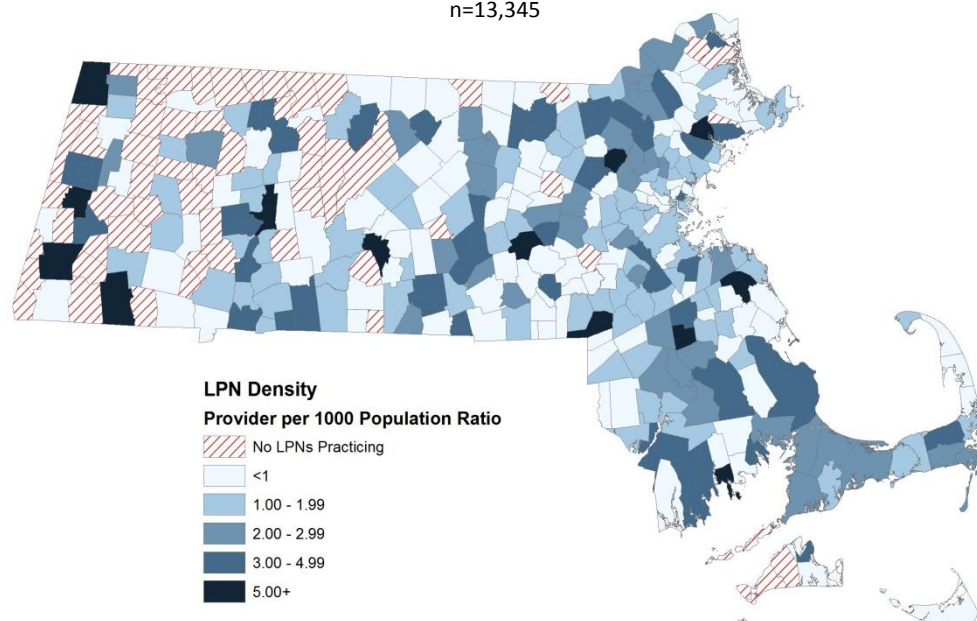 n=13,345
LPN Density
Provider per 1000 Population Ratio
No LPNs Practicing
<1
1.00 - 1.99
2.00 - 2.99
3.00 - 4.99
5.00+